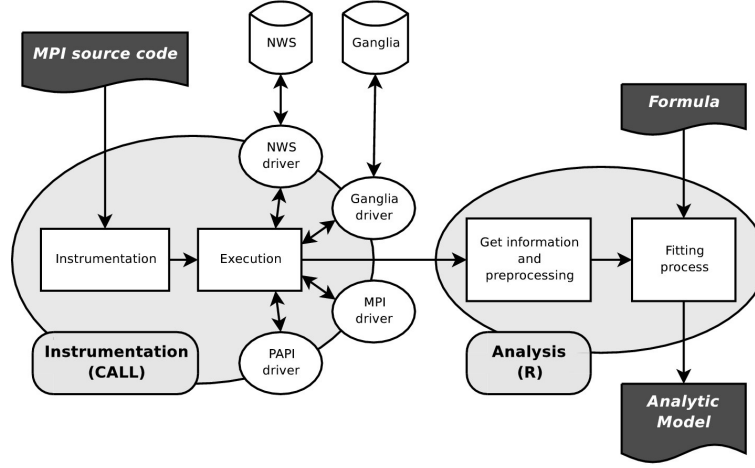 MPI source code
NWS
Ganglia
Formula
NWS
driver
Ganglia
driver
Instrumentation
Execution
Get information
and
preprocessing
Fitting
process
MPI
driver
Instrumentation
(CALL)
PAPI
driver
Analysis
(R)
Analytic
Model